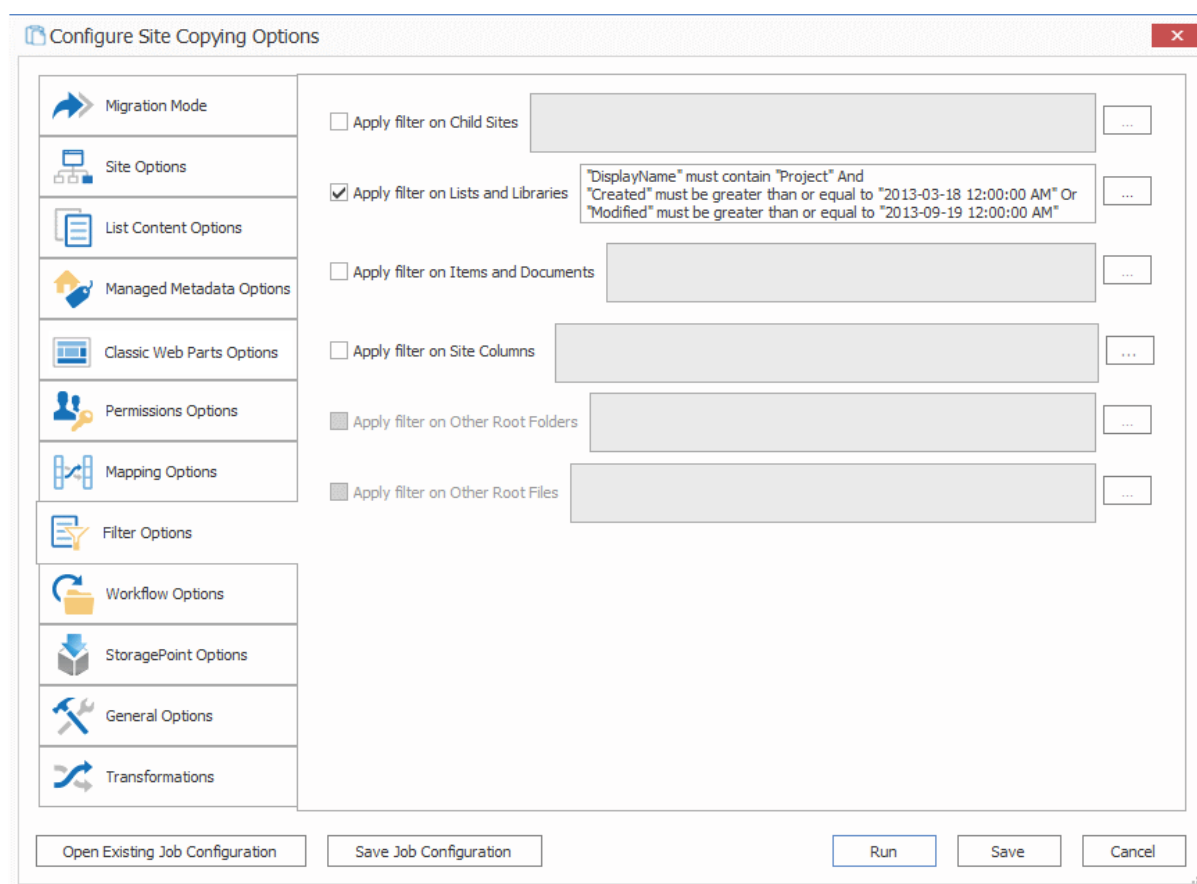 Configure Site Copying Options
Migration Mode
Site Options
List Content Options
Managed Metadata Options
Classic Web Parts Options
Permissions Options
Mapping Options
Filter Options
Workflow Options
StoragePoint Options
General Options
Transformations
Apply filter on Child Sites
...
Apply filter on Lists and Libraries
"DisplayName" must contain "Project" And
"Created" must be greater than or equal to "2013-03-18 12:00:00 AM" Or
"Modified" must be greater than or equal to "2013-09-19 12:00:00 AM"
...
Apply filter on Items and Documents
...
Apply filter on Site Columns
...
Apply filter on Other Root Folders
...
Apply filter on Other Root Files
...
Open Existing Job Configuration
Save Job Configuration
Run
Save
Cancel